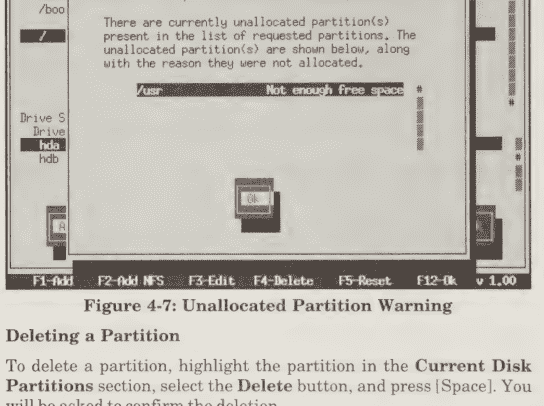 /boo
/
There are currently unallocated partition(s)
present in the list of requested partitions. The
unallocated partition(s) are shown below, along
with the reason they were not allocated.
/usr Not enough free space #
#
Drive S
Drive
hda
hdb
#
Ok
A
F1-Add F2-Add NFS F3-Edit F4-Delete F5-Reset F12-Ok v 1.00
Figure 4-7: Unallocated Partition Warning
Deleting a Partition
To delete a partition, highlight the partition in the Current Disk
Partitions section, select the Delete button, and press [Space]. You
will be asked to confirm the deletion